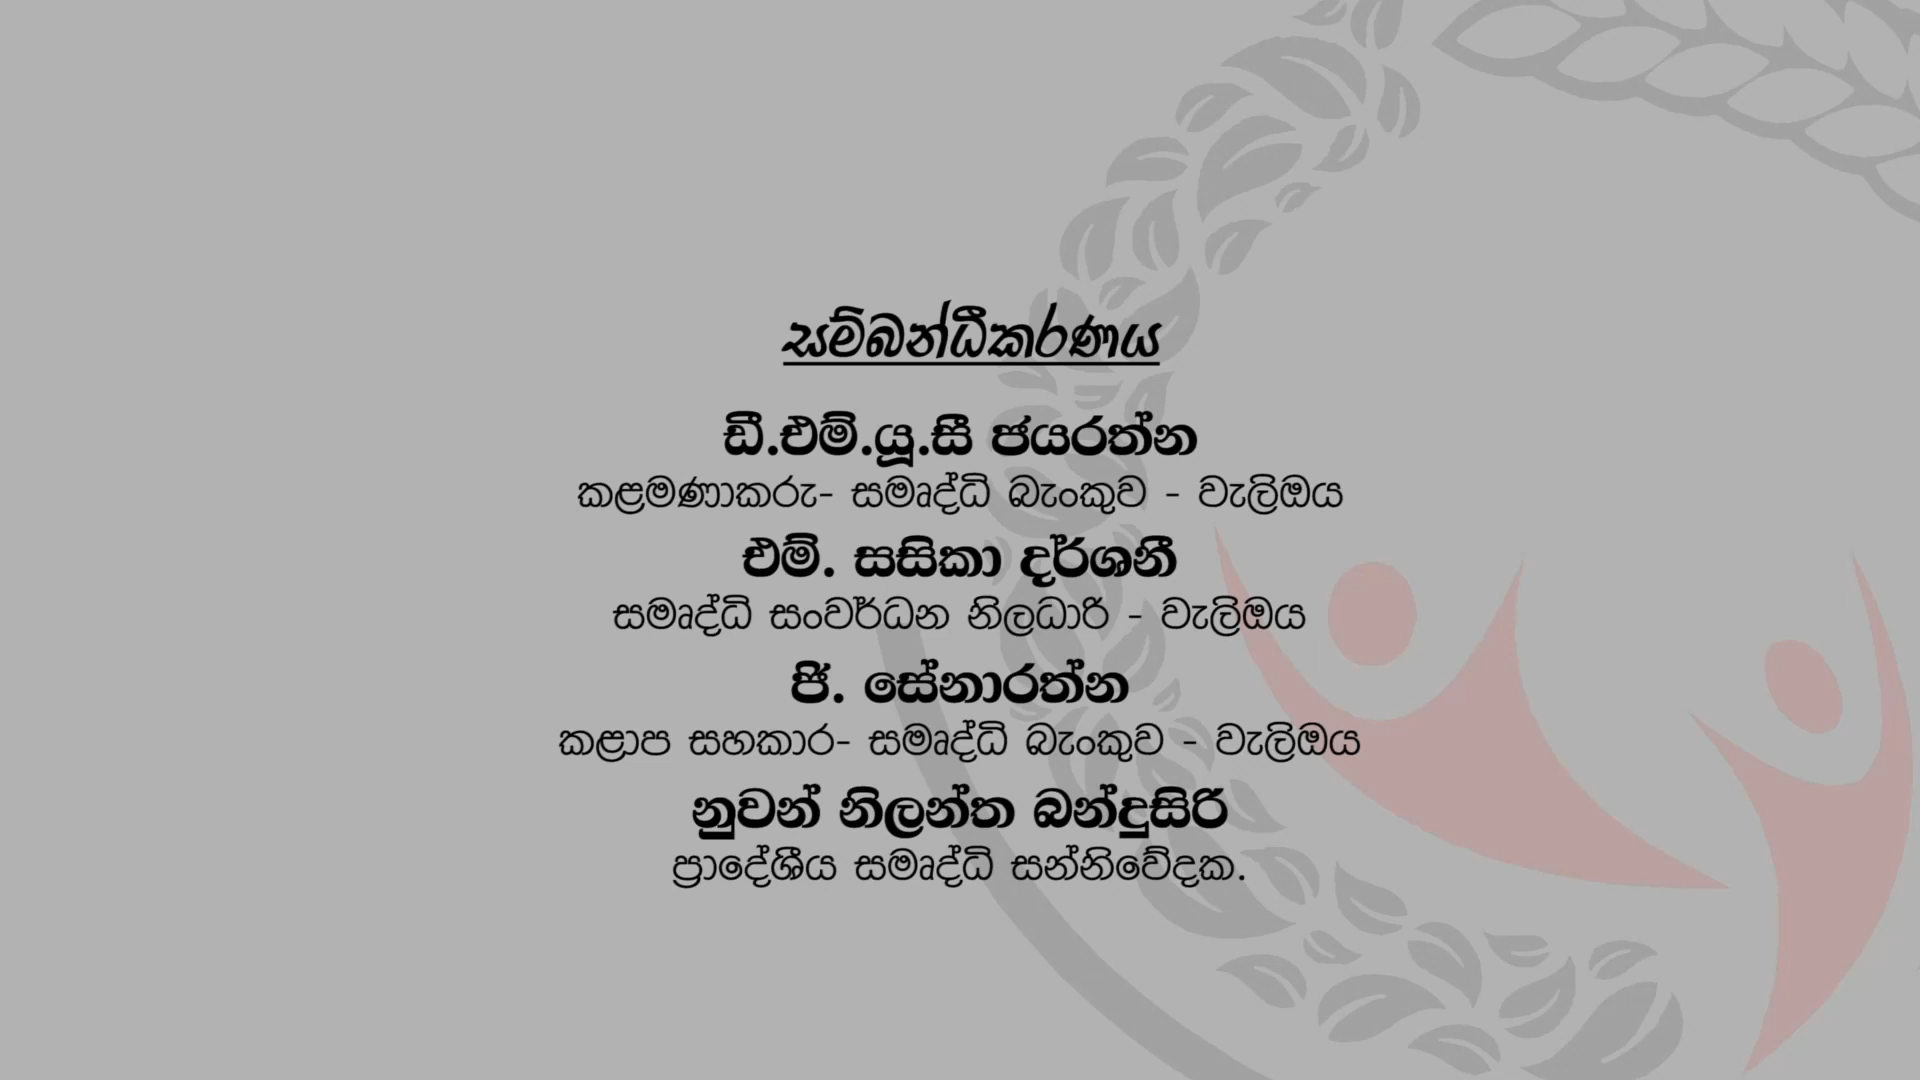 සම්බන්ධීකරණය
ඩී.එම්.යූ.සී ජයරත්න
කළමණාකරු- සමෘද්ධි බැංකුව - වැලිඔය
එම්. සසිකා දර්ශනී
සමෘද්ධි සංවර්ධන නිලධාරි - වැලිඔය
ජී. සේනාරත්න
කළාප සහකාර- සමෘද්ධි බැංකුව - වැලිඔය
නුවන් නිලන්ත බන්දුසිරි
ප්‍රාදේශීය සමෘද්ධි සන්නිවේදක.